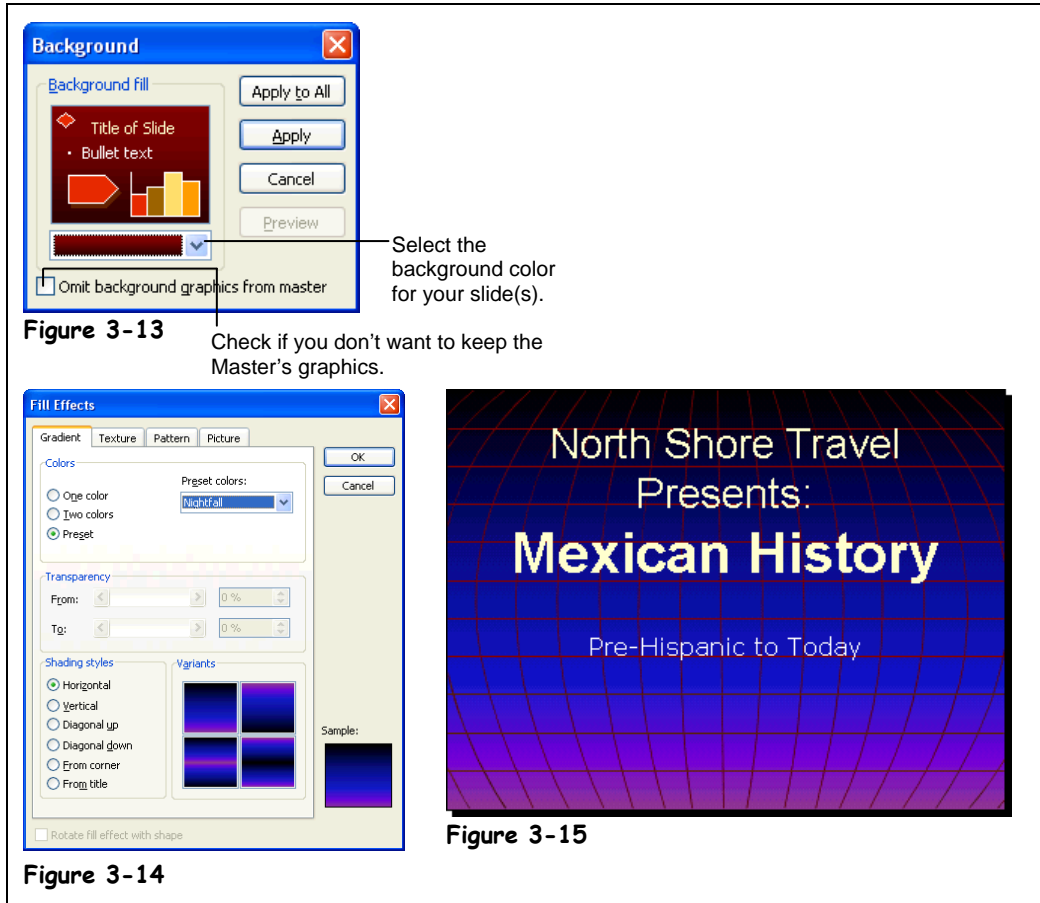 Background
Background fill
Title of Slide
• Bullet text
Apply to All
Apply
Cancel
Preview
Omit background graphics from master
Select the
background color
for your slide(s).
Figure 3-13
Check if you don’t want to keep the
Master’s graphics.
Fill Effects
Gradient Texture Pattern Picture
Colors
One color
Two colors
Preset
Preset colors:
Nightfall
OK
Cancel
Transparency
From: 0 %
To: 0 %
Shading styles
Horizontal
Vertical
Diagonal up
Diagonal down
From corner
From title
Variants
Sample:
Rotate fill effect with shape
Figure 3-14
North Shore Travel
Presents:
Mexican History
Pre-Hispanic to Today
Figure 3-15